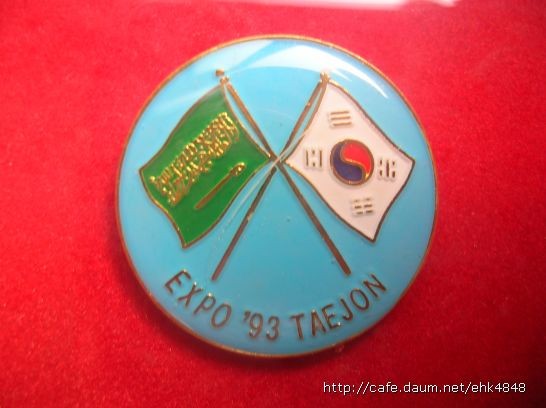 EXPO '93 TAEJON
http://cafe.daum.net/ehk4848